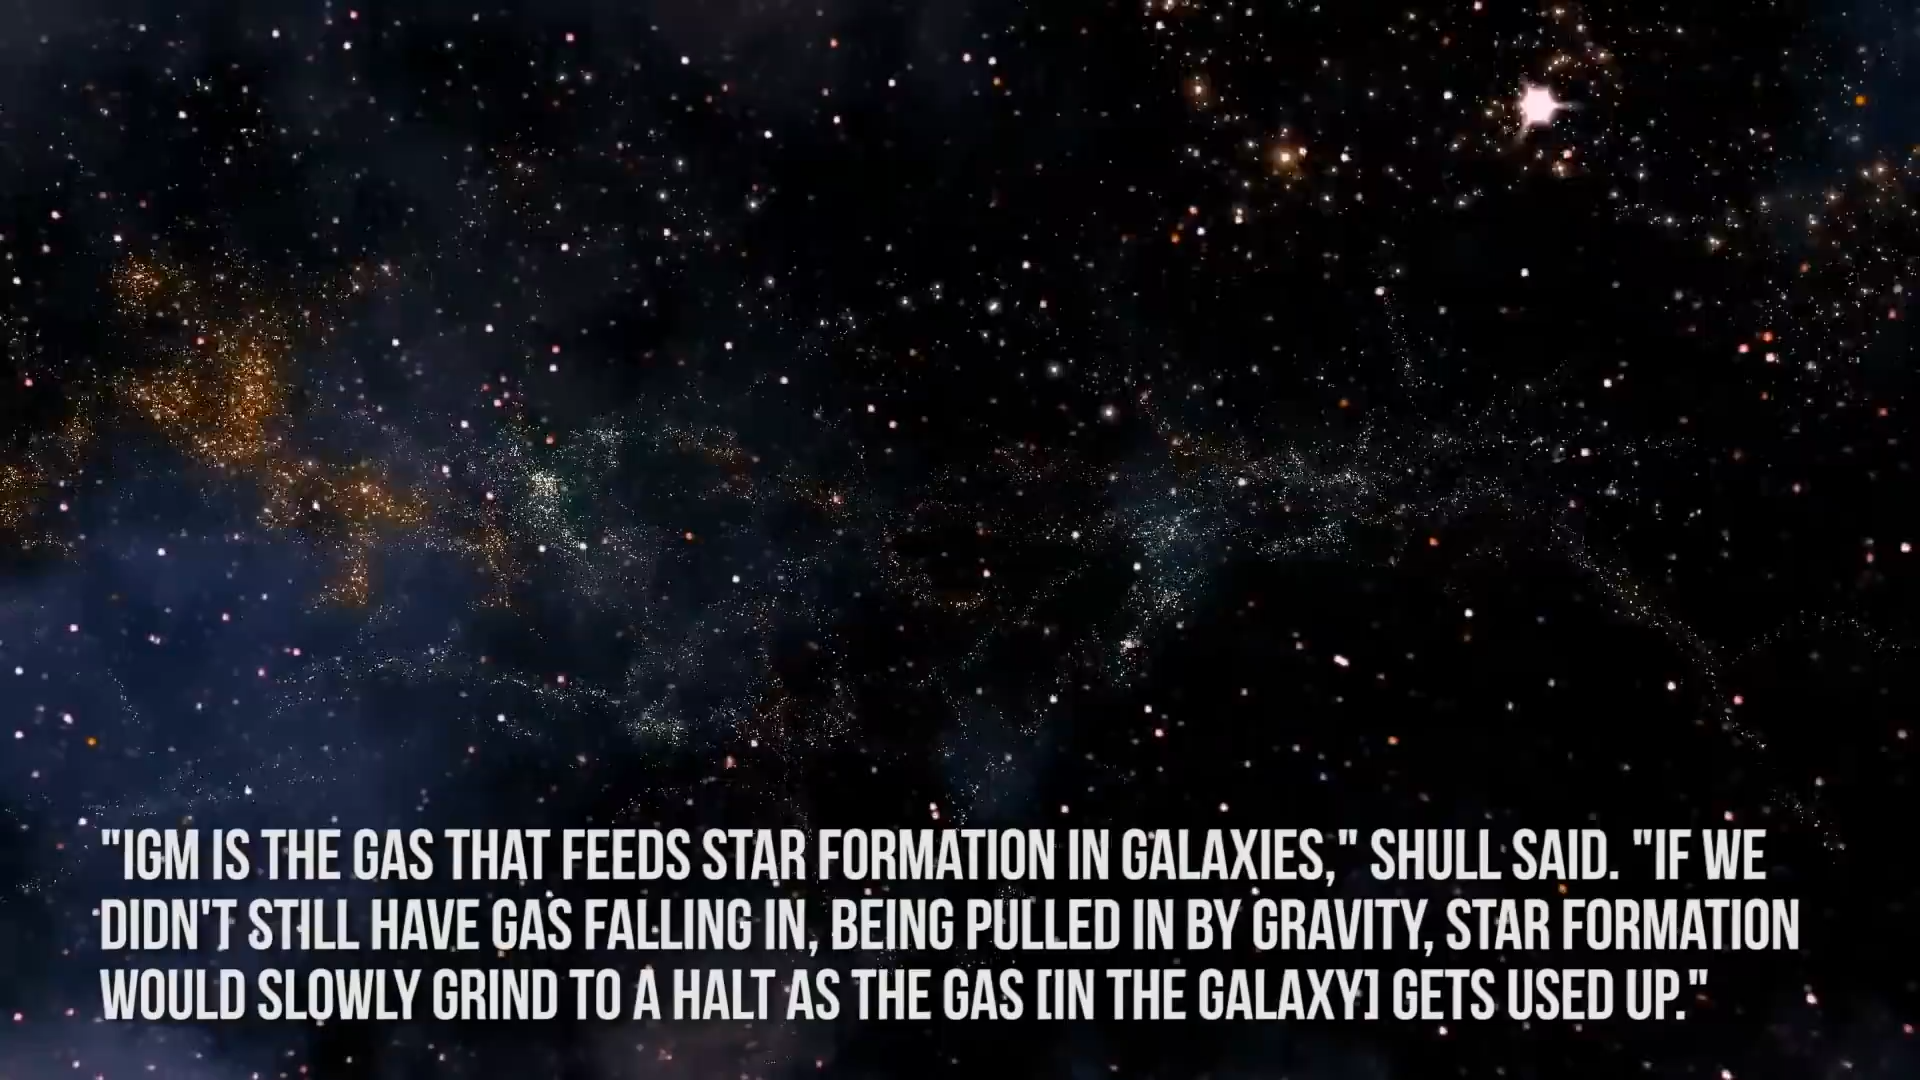 "IGM IS THE GAS THAT FEEDS STAR FORMATION IN GALAXIES," SHULL SAID. "IF WE
DIDN'T STILL HAVE GAS FALLING IN, BEING PULLED IN BY GRAVITY, STAR FORMATION
WOULD SLOWLY GRIND TO A HALT AS THE GAS [IN THE GALAXY] GETS USED UP."